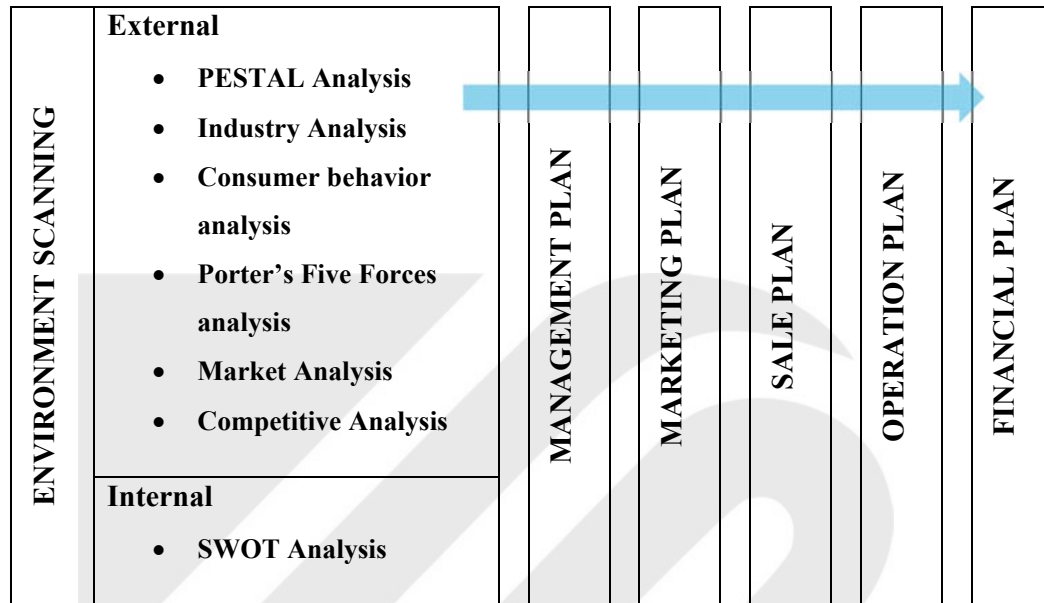 ENVIRONMENT SCANNING
External
• PESTAL Analysis
• Industry Analysis
• Consumer behavior
analysis
• Porter’s Five Forces
analysis
• Market Analysis
• Competitive Analysis
Internal
• SWOT Analysis
MANAGEMENT PLAN
MARKETING PLAN
SALE PLAN
OPERATION PLAN
FINANCIAL PLAN